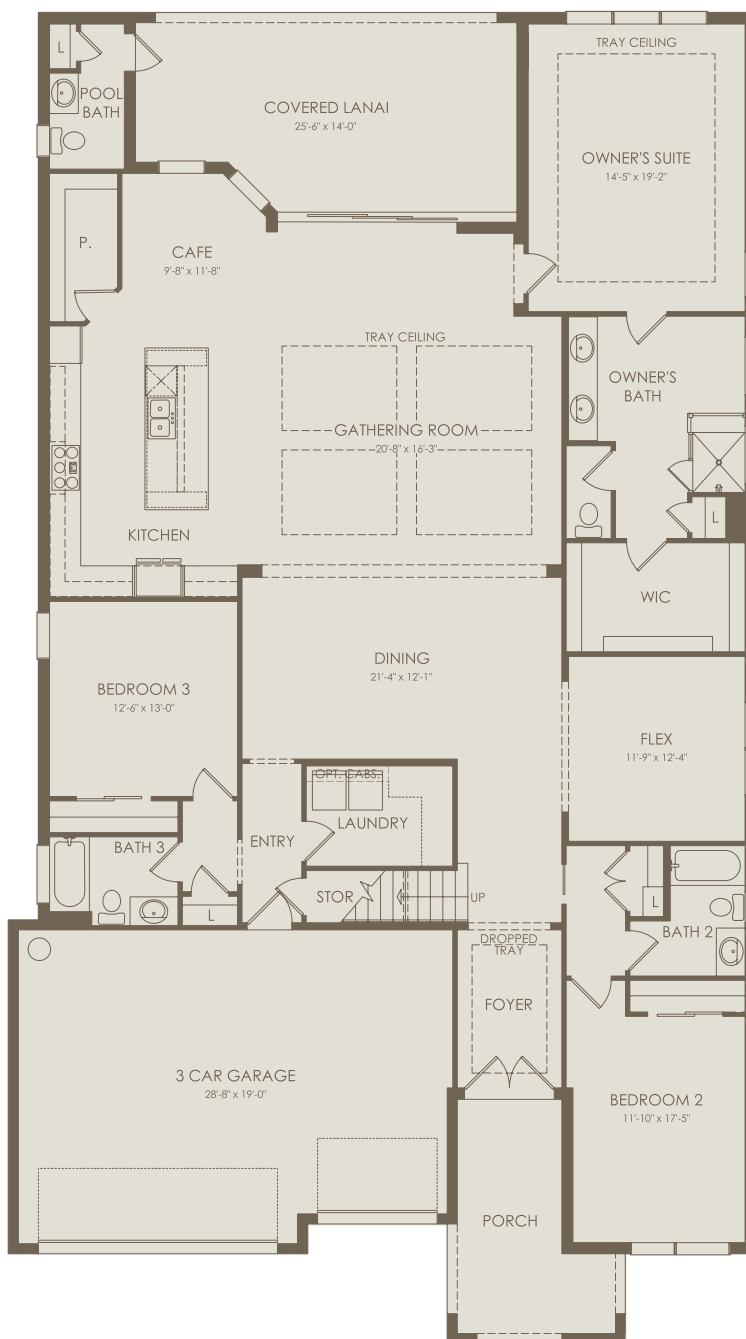 TRAY CEILING
L
POOL
BATH
COVERED LANAI
25'-6" x 14'-0"
OWNER'S SUITE
14'-5" x 19'-2"
P.
CAFE
9'-8" x 11'-8"
TRAY CEILING
OWNER'S
BATH
GATHERING ROOM
20'-8" x 16'-3"
L
KITCHEN
WIC
DINING
21'-4" x 12'-1"
BEDROOM 3
12'-6" x 13'-0"
FLEX
11'-9" x 12'-4"
OPT. CABS.
LAUNDRY
ENTRY
BATH 3
STOR
UP
L
L
BATH 2
DROPPED
TRAY
FOYER
3 CAR GARAGE
28'-8" x 19'-0"
BEDROOM 2
11'-10" x 17'-5"
PORCH